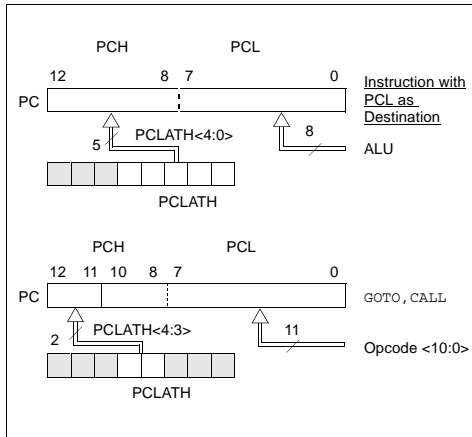 PCH PCL
12 8 7 0
Instruction with
PCL as
Destination
PC
PCLATH<4:0>
5
8
ALU
PCLATH
PCH PCL
12 11 10 8 7 0
PC
GOTO, CALL
PCLATH<4:3>
2
11
Opcode <10:0>
PCLATH